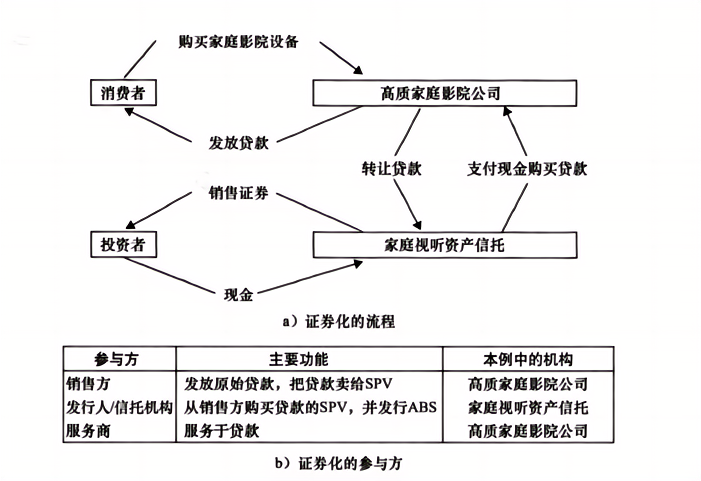 购买家庭影院设备
消费者
高质家庭影院公司
发放贷款
转让贷款
支付现金购买贷款
销售证券
投资者
家庭视听资产信托
现金
a）证券化的流程
参与方 主要功能 本例中的机构
销售方 发放原始贷款，把贷款卖给SPV 高质家庭影院公司
发行人/信托机构 从销售方购买贷款的SPV，并发行ABS 家庭视听资产信托
服务商 服务于贷款 高质家庭影院公司
b）证券化的参与方